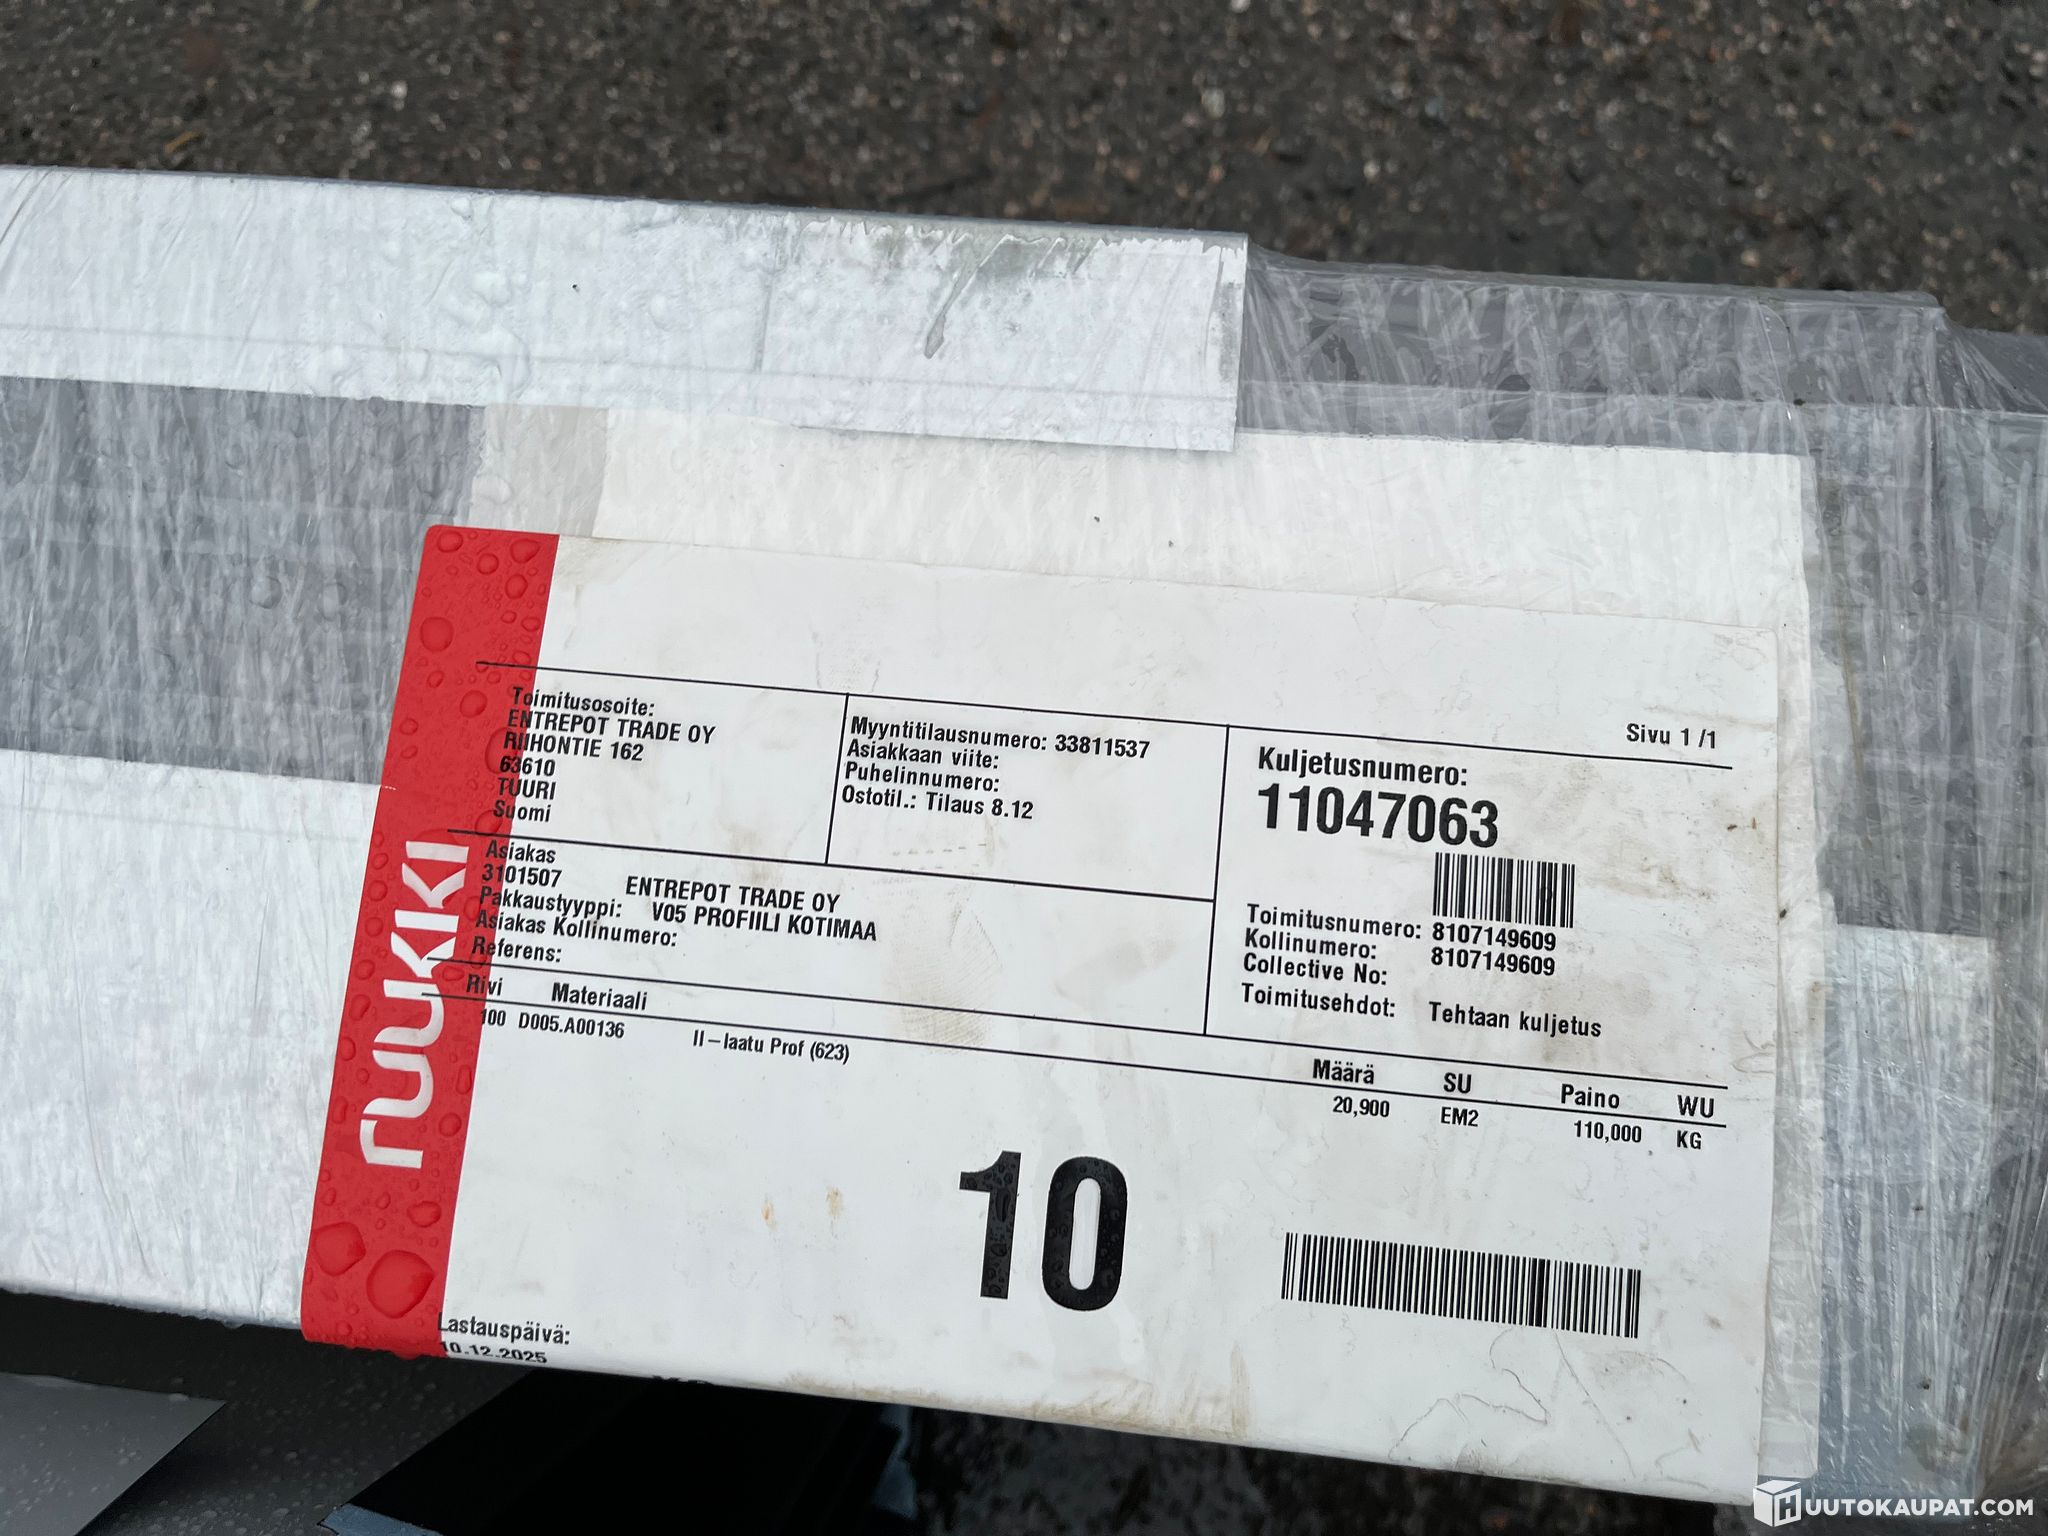 Sivu 1 /1
Toimitusosoite:
ENTREPOT TRADE OY
RIIHONTIE 162
63610
TUURI
Suomi
Myyntitilausnumero: 33811537
Asiakkaan viite:
Puhelinnumero:
Ostotil.: Tilaus 8.12
Kuljetusnumero:
11047063
Asiakas
3101507 ENTREPOT TRADE OY
Pakkaustyyppi: V05 PROFIILI KOTIMAA
Asiakas Kollinumero:
Referens:
Toimitusnumero: 8107149609
Kollinumero: 8107149609
Collective No:
Toimitusehdot: Tehtaan kuljetus
Rivi Materiaali Määrä SU Paino WU
100 D005.A00136 II-laatu Prof (623) 20,900 EM2 110,000 KG
10
Lastauspäivä:
10.12.2025
ruukki
HUUTOKAUPAT.COM